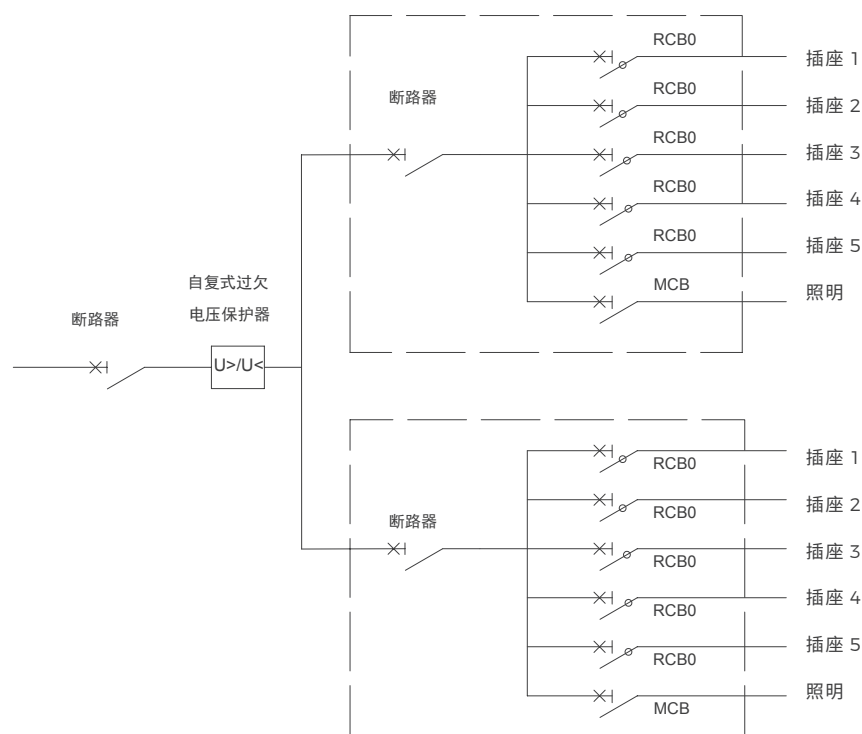 RCB0
插座 1
断路器
RCB0
插座 2
RCB0
插座 3
RCB0
插座 4
RCB0
插座 5
自复式过欠
电压保护器
MCB
照明
断路器
U>/U<
RCB0
插座 1
RCB0
插座 2
断路器
RCB0
插座 3
RCB0
插座 4
RCB0
插座 5
MCB
照明